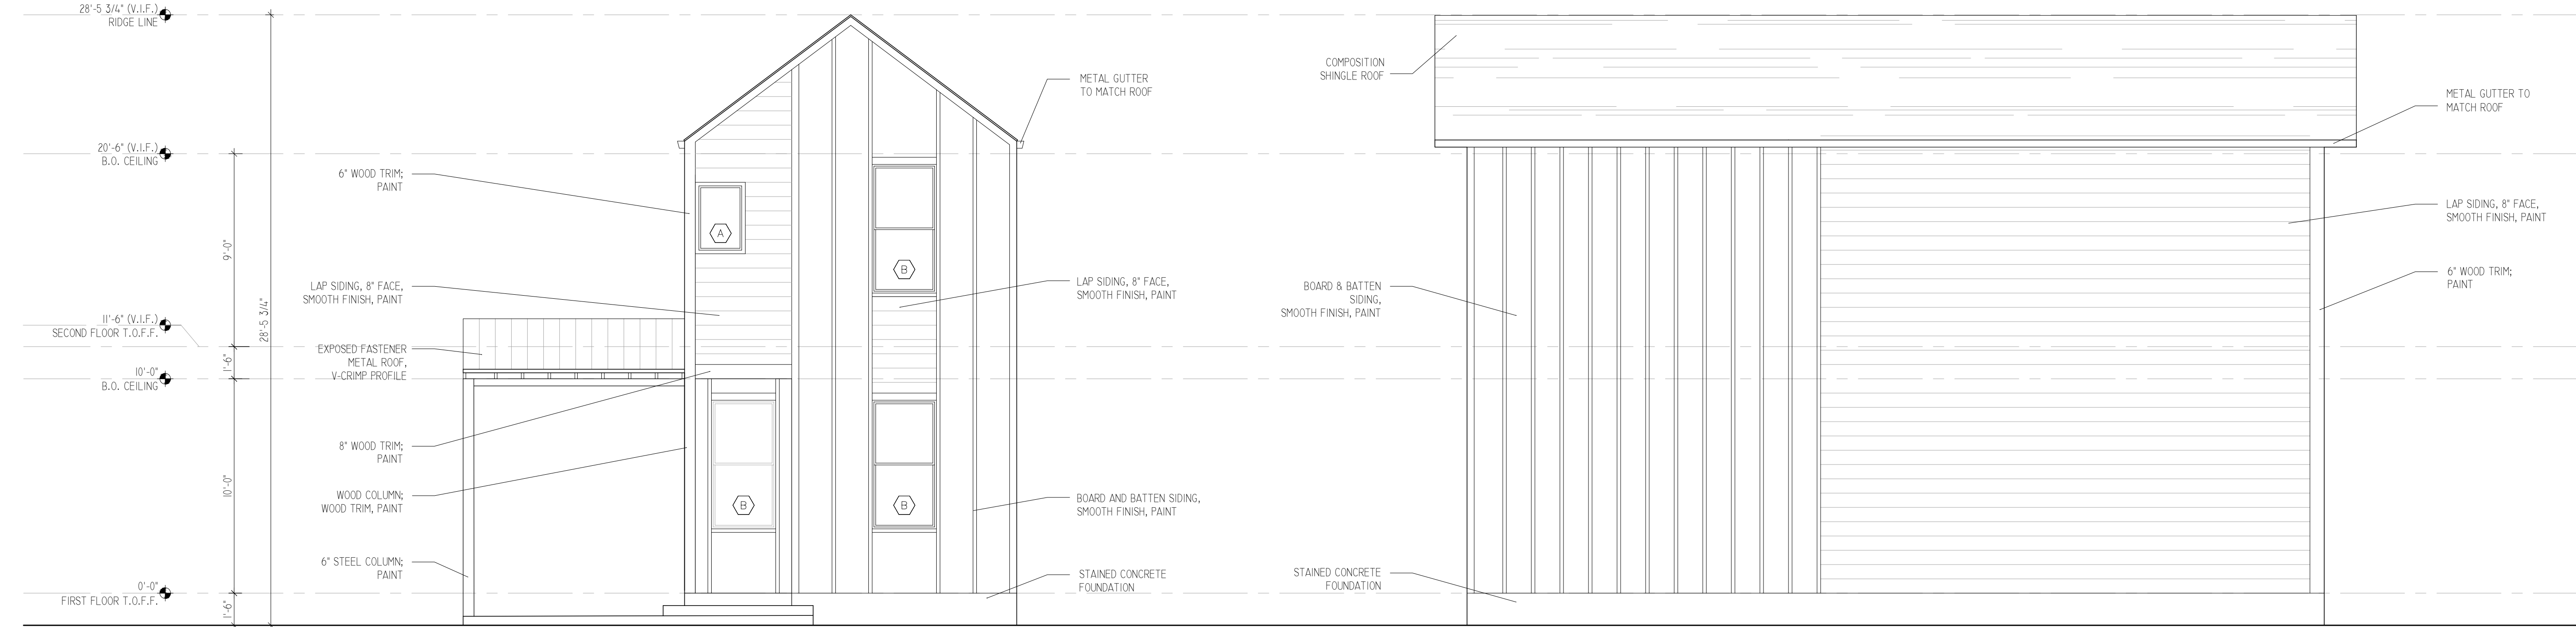 28'-5 3/4" (V.I.F.)
RIDGE LINE
20'-6" (V.I.F.)
B.O. CEILING
11'-6" (V.I.F.)
SECOND FLOOR T.O.F.F.
10'-0"
B.O. CEILING
0'-0"
FIRST FLOOR T.O.F.F.
9'-0"
1'-6"
10'-0"
1'-6"
28'-5 3/4"
6" WOOD TRIM;
PAINT
LAP SIDING, 8" FACE,
SMOOTH FINISH, PAINT
EXPOSED FASTENER
METAL ROOF,
V-CRIMP PROFILE
8" WOOD TRIM;
PAINT
WOOD COLUMN;
WOOD TRIM, PAINT
6" STEEL COLUMN;
PAINT
A
B
B
B
METAL GUTTER
TO MATCH ROOF
LAP SIDING, 8" FACE,
SMOOTH FINISH, PAINT
BOARD AND BATTEN SIDING,
SMOOTH FINISH, PAINT
STAINED CONCRETE
FOUNDATION
COMPOSITION
SHINGLE ROOF
BOARD & BATTEN
SIDING,
SMOOTH FINISH, PAINT
STAINED CONCRETE
FOUNDATION
METAL GUTTER TO
MATCH ROOF
LAP SIDING, 8" FACE,
SMOOTH FINISH, PAINT
6" WOOD TRIM;
PAINT